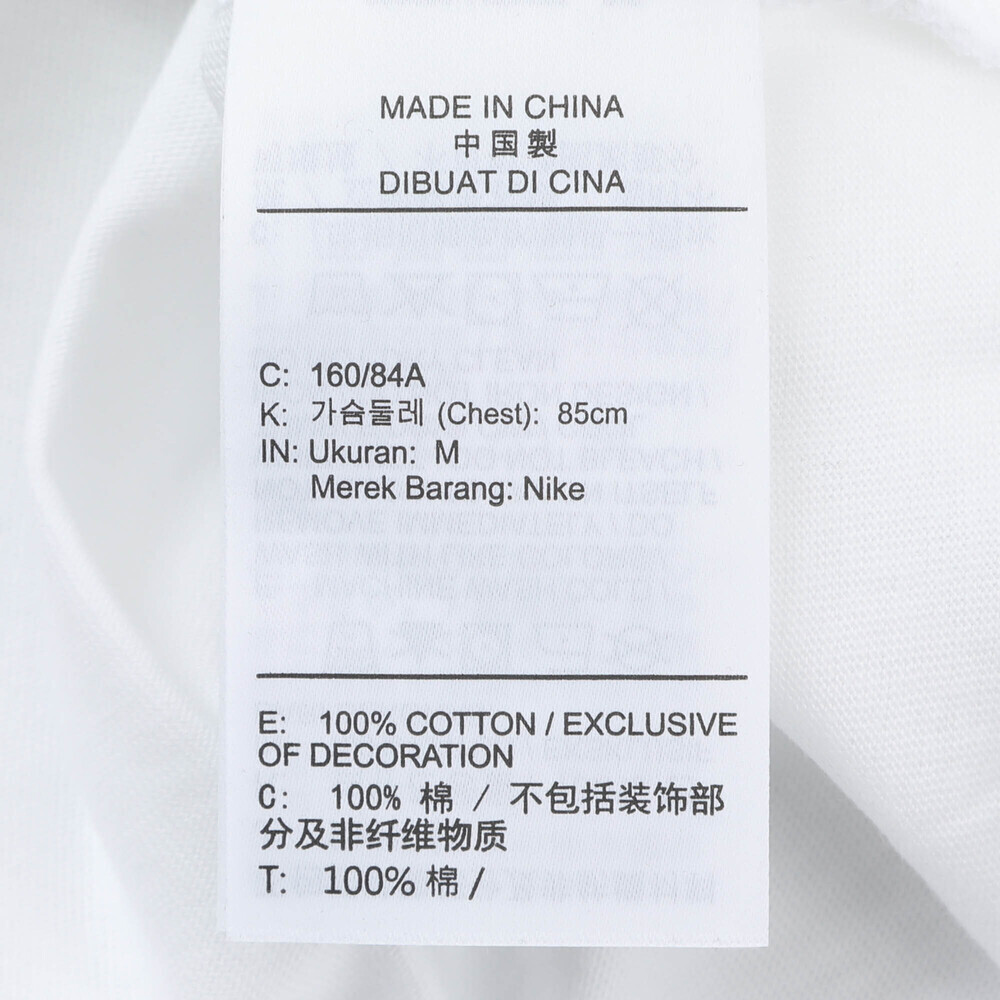 MADE IN CHINA
中国製
DIBUAT DI CINA
C: 160/84A
K: 가슴둘레 (Chest): 85cm
IN: Ukuran: M
Merek Barang: Nike
E: 100% COTTON / EXCLUSIVE
OF DECORATION
C: 100% 棉 / 不包括装饰部
分及非纤维物质
T: 100% 棉 /